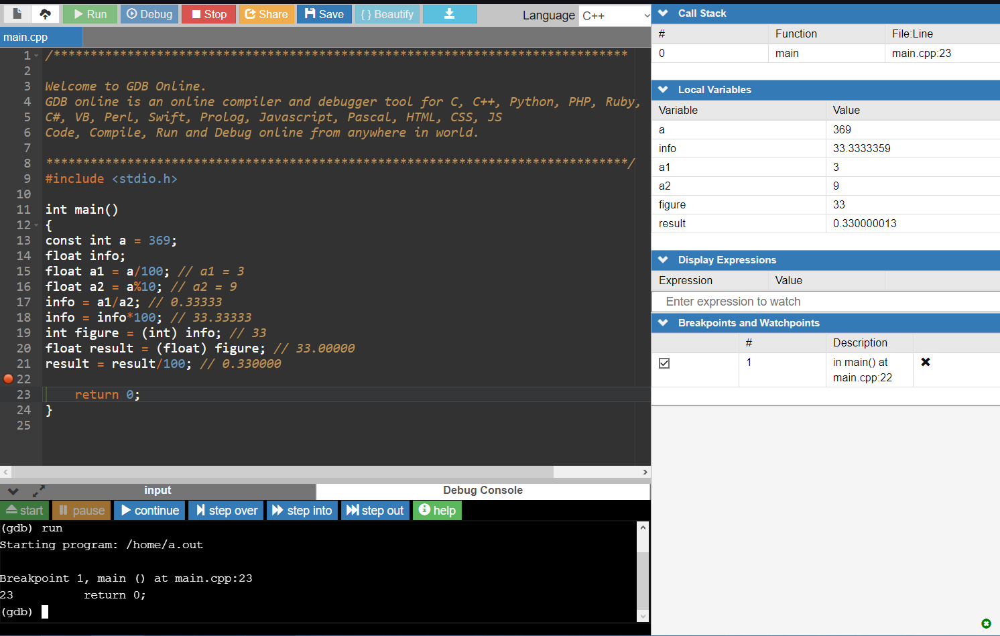 Run Debug Stop Share Save { } Beautify Language C++
main.cpp
1 /******************************************************************************
2
3 Welcome to GDB Online.
4 GDB online is an online compiler and debugger tool for C, C++, Python, PHP, Ruby,
5 C#, VB, Perl, Swift, Prolog, Javascript, Pascal, HTML, CSS, JS
6 Code, Compile, Run and Debug online from anywhere in world.
7
8 *******************************************************************************/
9 #include <stdio.h>
10
11 int main()
12 {
13 const int a = 369;
14 float info;
15 float a1 = a/100; // a1 = 3
16 float a2 = a%10; // a2 = 9
17 info = a1/a2; // 0.33333
18 info = info*100; // 33.33333
19 int figure = (int) info; // 33
20 float result = (float) figure; // 33.00000
21 result = result/100; // 0.330000
22
23 return 0;
24 }
25
input Debug Console
start pause continue step over step into step out help
(gdb) run
Starting program: /home/a.out
Breakpoint 1, main () at main.cpp:23
23 return 0;
(gdb)
Call Stack
# Function File:Line
0 main main.cpp:23
Local Variables
Variable Value
a 369
info 33.3333359
a1 3
a2 9
figure 33
result 0.330000013
Display Expressions
Expression Value
Enter expression to watch
Breakpoints and Watchpoints
# Description
1 in main() at
main.cpp:22